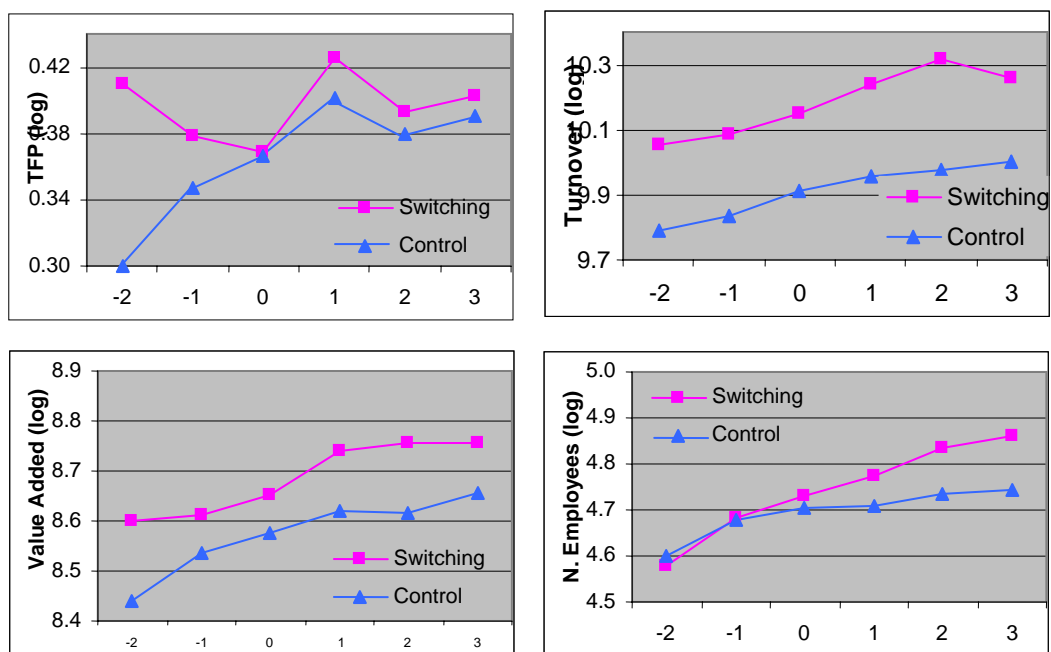 TFP (log)
0.42
0.38
0.34
0.30
Switching
Control
-2 -1 0 1 2 3
Turnover (log)
10.3
10.1
9.9
9.7
Switching
Control
-2 -1 0 1 2 3
Value Added (log)
8.9
8.8
8.7
8.6
8.5
8.4
Switching
Control
-2 -1 0 1 2 3
N. Employees (log)
5.0
4.9
4.8
4.7
4.6
4.5
Switching
Control
-2 -1 0 1 2 3